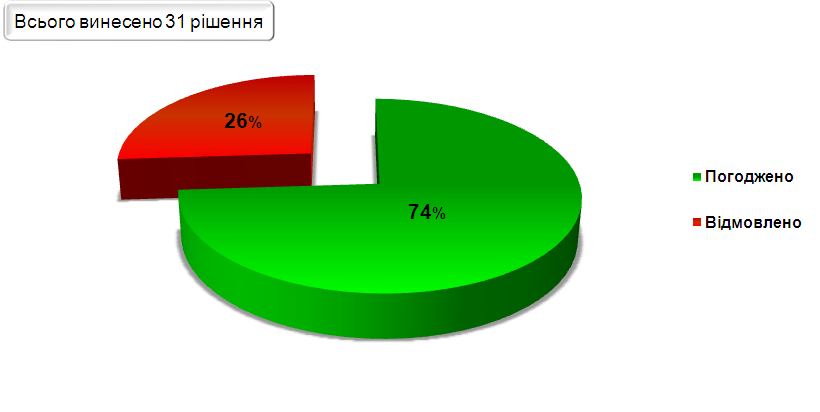 Всього винесено 31 рішення
26%
74%
Погоджено
Відмовлено